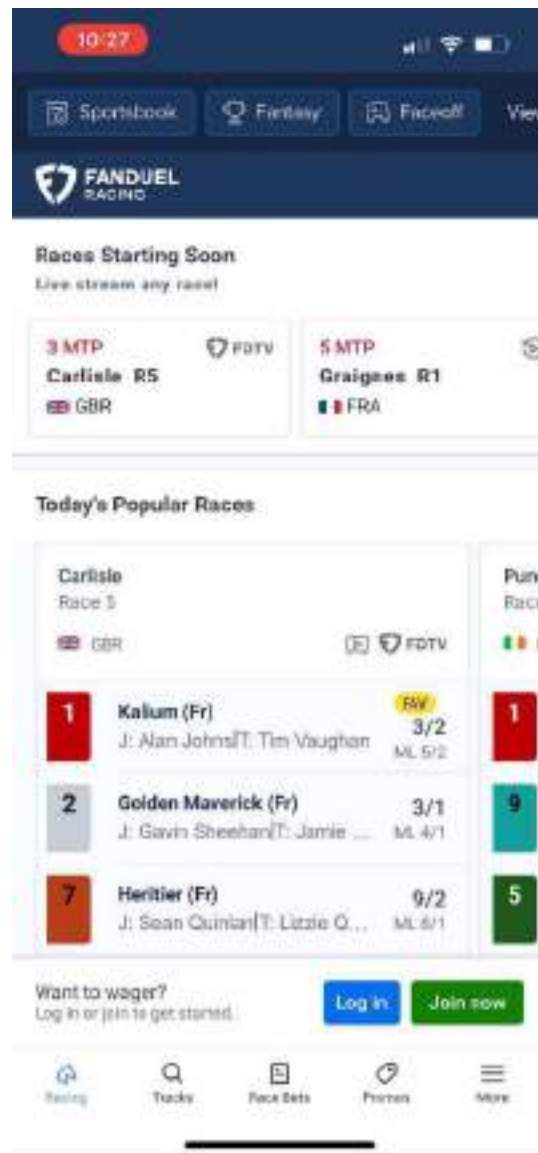 10:27
Sportsbook Fantasy Faceoff View
FANDUEL
RACING
Races Starting Soon
Live stream any race!
3 MTP FDTV 5 MTP
Carlisle R5 Graignes R1
GBR FRA
Today's Popular Races
Carlisle Pun
Race 5 Race
GBR FDTV
1 Kalium (Fr) FAV 3/2 1
J: Alan Johns|T: Tim Vaughan ML 5/2
2 Golden Maverick (Fr) 3/1 9
J: Gavin Sheehan|T: Jamie ... ML 4/1
7 Heritier (Fr) 9/2 5
J: Sean Quinlan|T: Lizzie Q... ML 6/1
Want to wager?
Log in or join to get started.
Log in Join now
Racing Tracks Race Bets Promos More